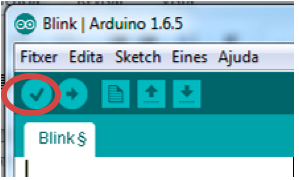 Blink | Arduino 1.6.5
Fitxer Edita Sketch Eines Ajuda
Blink§